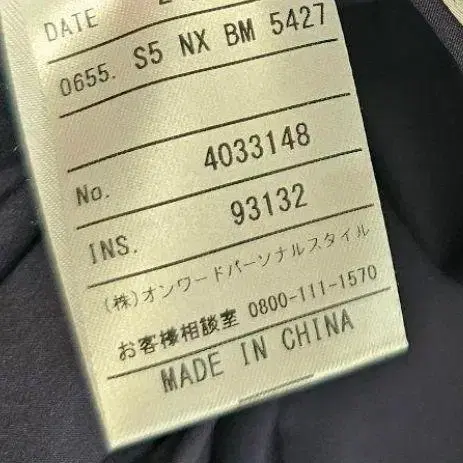 DATE
0655. S5 NX BM 5427
No. 4033148
INS. 93132
(株)オンワードパーソナルスタイル
お客様相談室 0800-111-1570
MADE IN CHINA